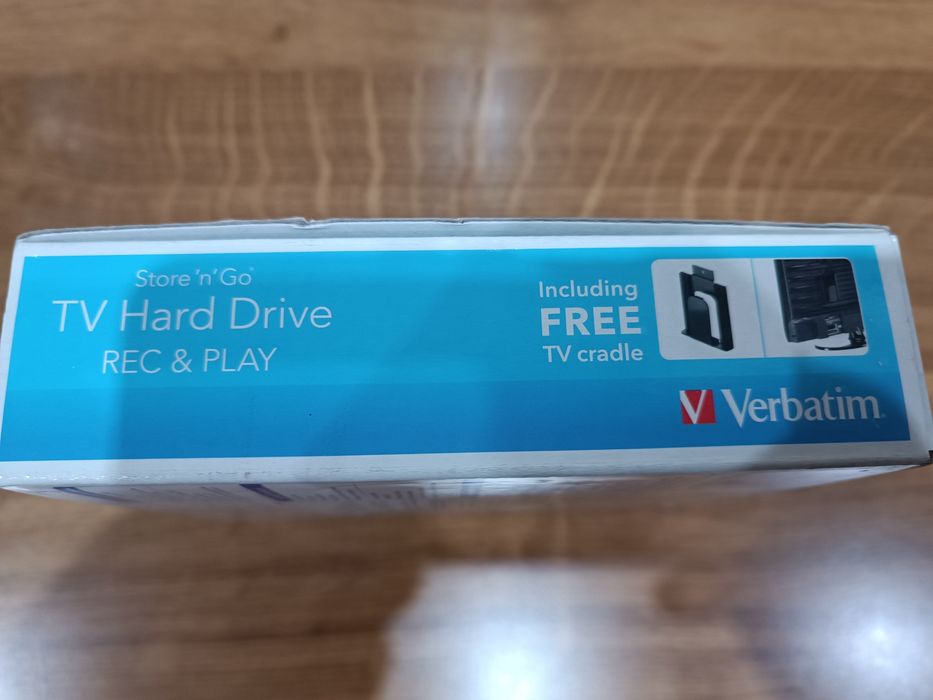 Store 'n' Go
TV Hard Drive
REC & PLAY
Including
FREE
TV cradle
V Verbatim